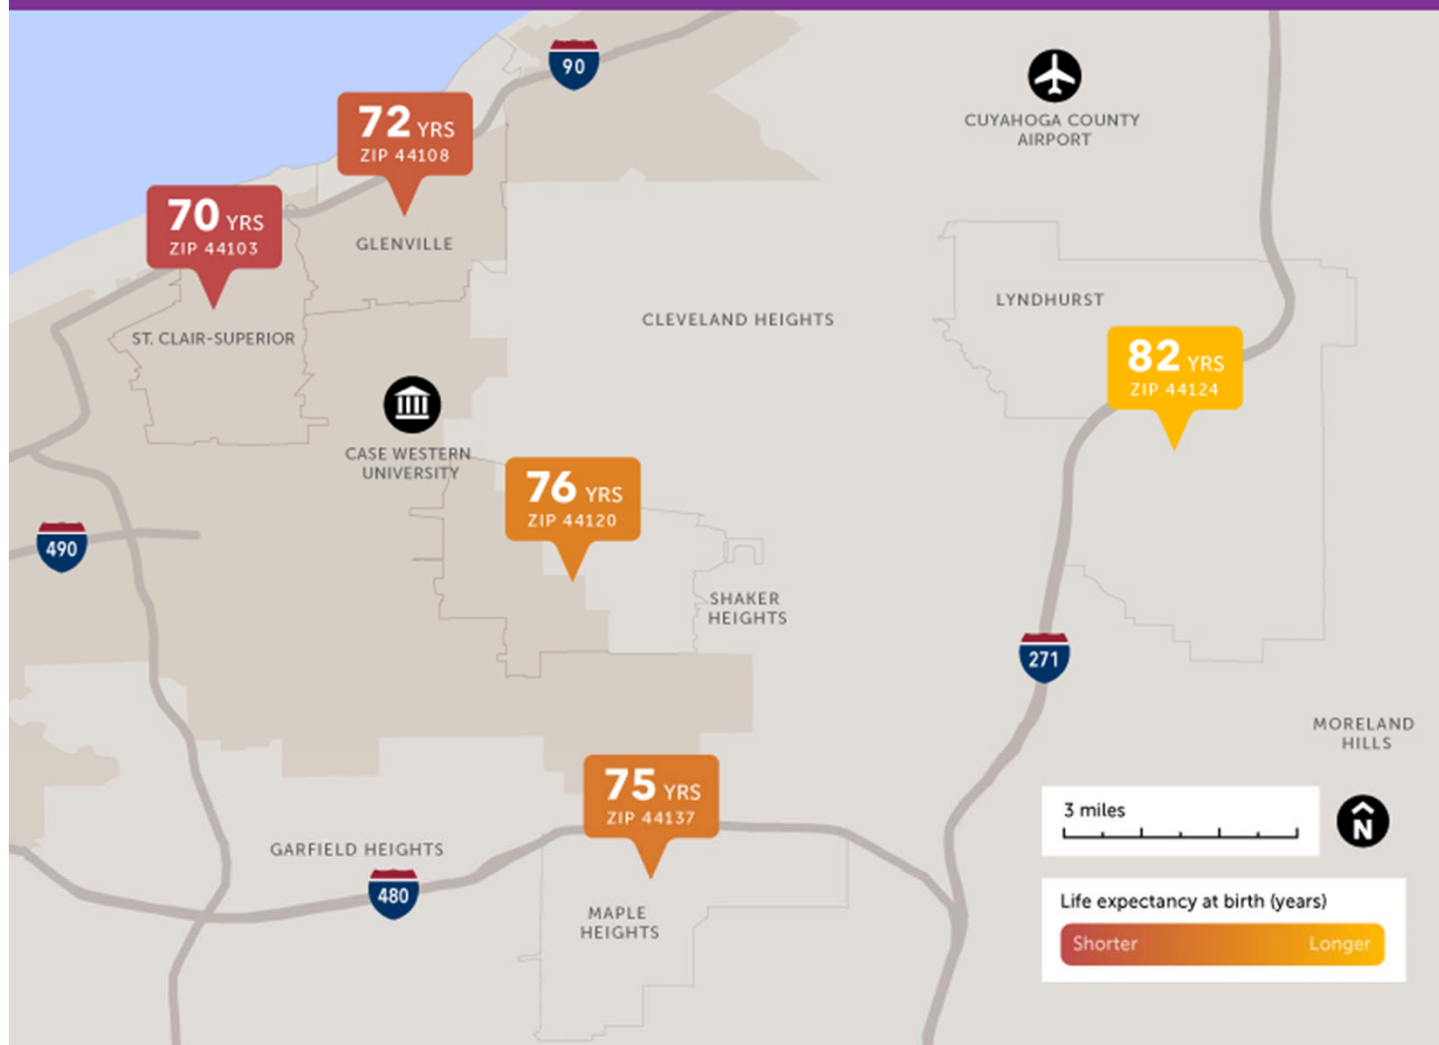 90
CUYAHOGA COUNTY
AIRPORT
72 YRS
ZIP 44108
70 YRS
ZIP 44103
GLENVILLE
LYNDHURST
CLEVELAND HEIGHTS
ST. CLAIR-SUPERIOR
82 YRS
ZIP 44124
CASE WESTERN
UNIVERSITY
76 YRS
ZIP 44120
490
SHAKER
HEIGHTS
271
MORELAND
HILLS
75 YRS
ZIP 44137
3 miles
N
GARFIELD HEIGHTS
480
MAPLE
HEIGHTS
Life expectancy at birth (years)
Shorter Longer